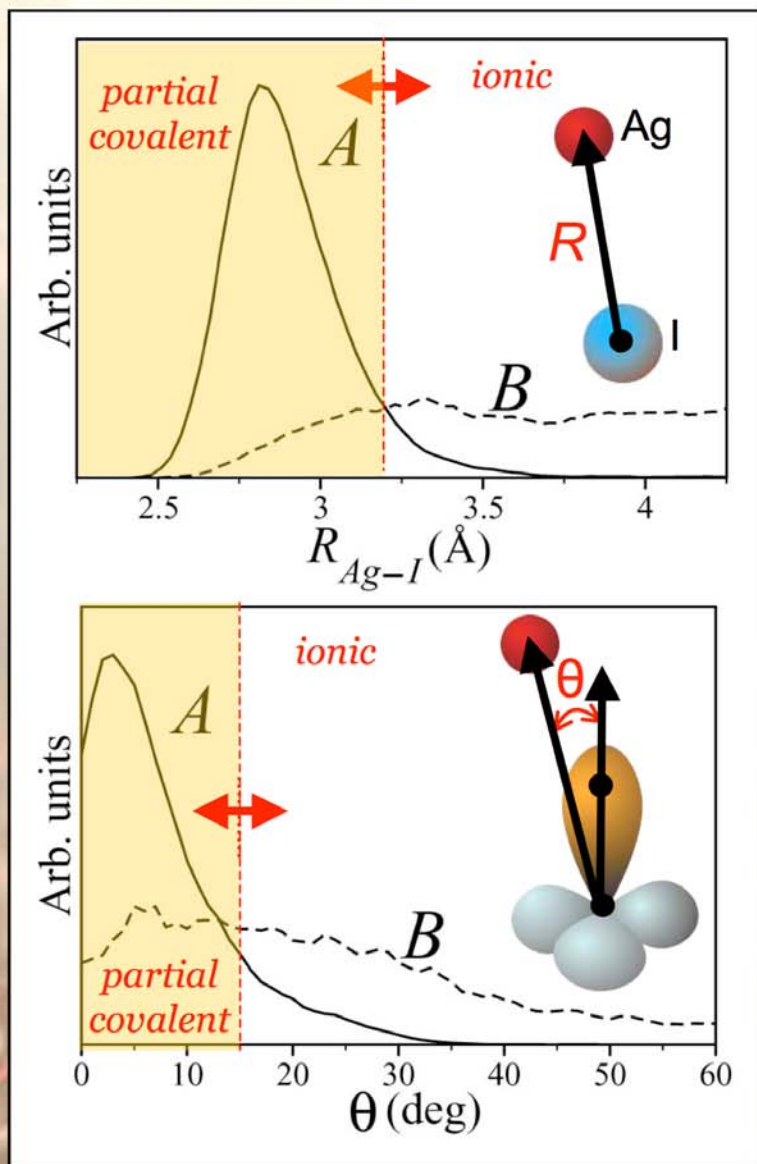 partial
covalent
A
ionic
Ag
R
I
B
Arb. units
2.5 3 3.5 4
R_{Ag-I} (Å)
ionic
A
θ
B
partial
covalent
Arb. units
0 10 20 30 40 50 60
θ (deg)